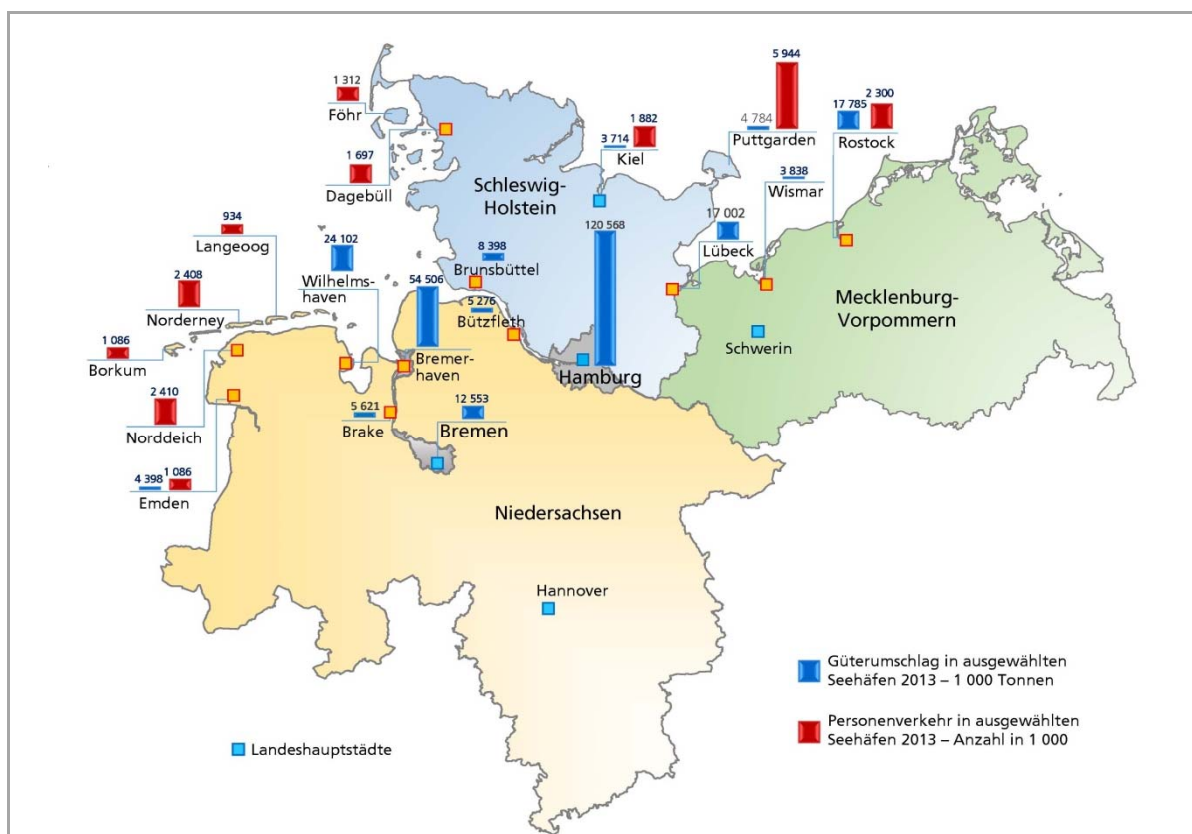 5 944
1 312
Föhr
4 784
Puttgarden
17 785
2 300
Rostock
3 714
1 882
Kiel
1 697
Dagebüll
3 838
Wismar
Schleswig-
Holstein
934
Langeoog
24 102
Wilhelms-
haven
8 398
Brunsbüttel
120 568
17 002
Lübeck
2 408
Norderney
54 506
Bremer-
haven
5 276
Bützfleth
Mecklenburg-
Vorpommern
Schwerin
1 086
Borkum
Hamburg
2 410
Norddeich
5 621
Brake
12 553
Bremen
4 398
1 086
Emden
Niedersachsen
Hannover
Güterumschlag in ausgewählten
Seehäfen 2013 – 1 000 Tonnen
Personenverkehr in ausgewählten
Seehäfen 2013 – Anzahl in 1 000
Landeshauptstädte